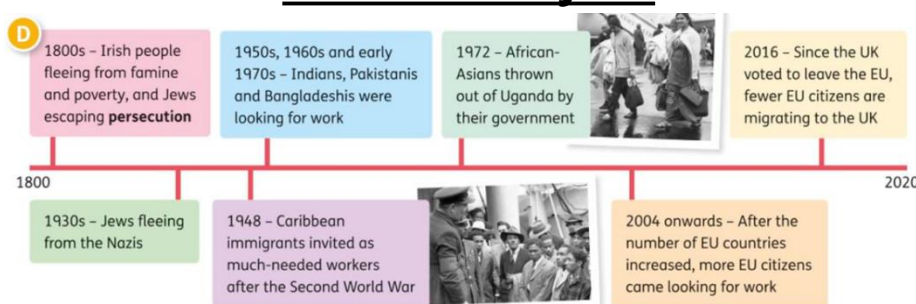 D
1800s – Irish people
fleeing from famine
and poverty, and Jews
escaping persecution
1950s, 1960s and early
1970s – Indians, Pakistanis
and Bangladeshis were
looking for work
1972 – African-
Asians thrown
out of Uganda by
their government
2016 – Since the UK
voted to leave the EU,
fewer EU citizens are
migrating to the UK
1800
2020
1930s – Jews fleeing
from the Nazis
1948 – Caribbean
immigrants invited as
much-needed workers
after the Second World War
2004 onwards – After the
number of EU countries
increased, more EU citizens
came looking for work